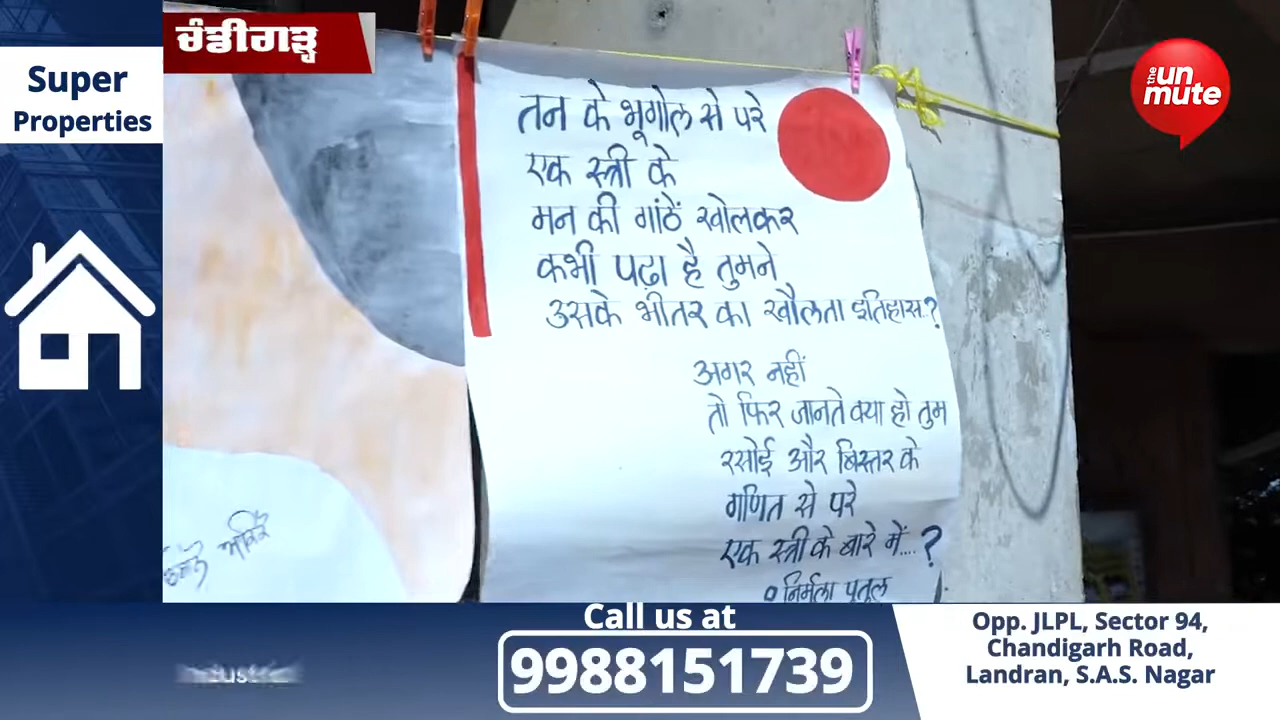 ਚੰਡੀਗੜ੍ਹ
Super
Properties
the
un
mute
तन के भूगोल से परे
एक स्त्री के
मन की गांठें खोलकर
कभी पढ़ा है तुमने
उसके भीतर का खौलता इतिहास..?
अगर नहीं
तो फिर जानते क्या हो तुम
रसोई और बिस्तर के
गणित से परे
एक स्त्री के बारे में....?
निर्मला पुतुल
Call us at
9988151739
Opp. JLPL, Sector 94,
Chandigarh Road,
Landran, S.A.S. Nagar